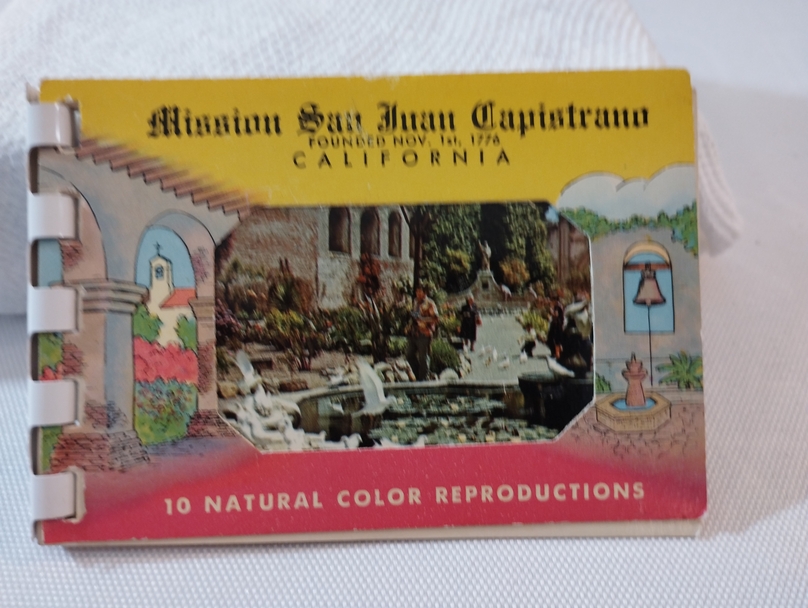 Mission San Juan Capistrano
FOUNDED NOV. 1st, 1776
CALIFORNIA
10 NATURAL COLOR REPRODUCTIONS